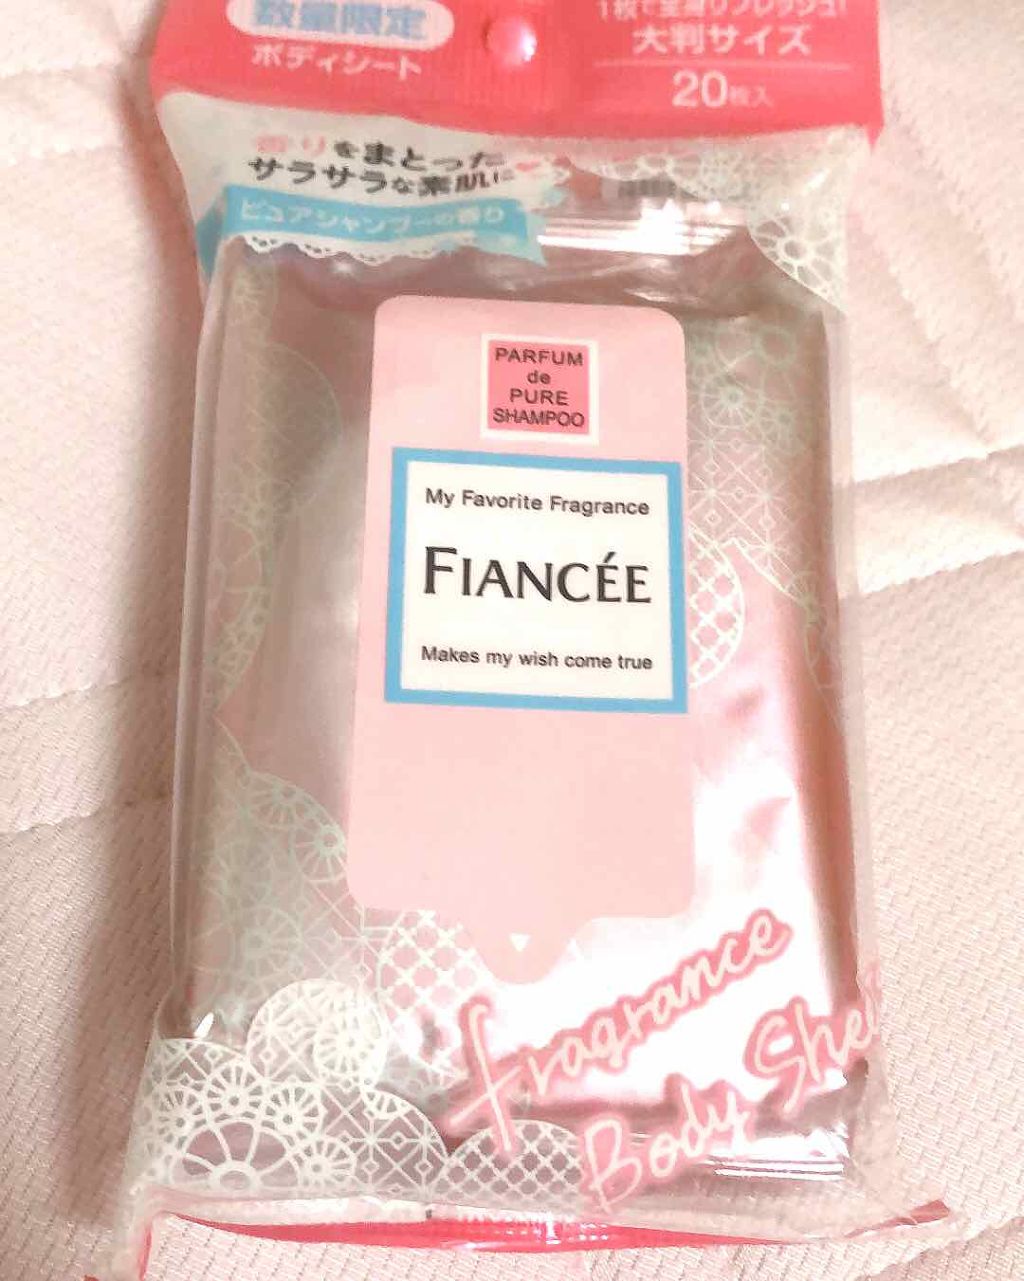 数量限定
ボディシート
1枚で全身リフレッシュ!
大判サイズ
20枚入
香りをまとった
サラサラな素肌に
ピュアシャンプーの香り
PARFUM
de
PURE
SHAMPOO
My Favorite Fragrance
FIANCÉE
Makes my wish come true
Fragrance
Body Sheet